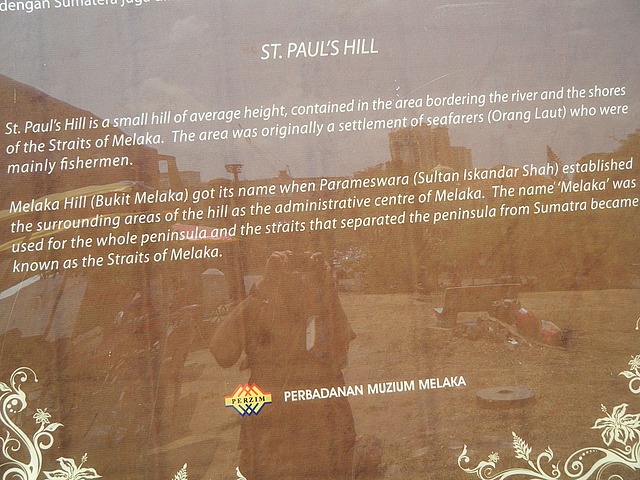 dengan Sumatera juga
ST. PAUL'S HILL
St. Paul's Hill is a small hill of average height, contained in the area bordering the river and the shores
of the Straits of Melaka. The area was originally a settlement of seafarers (Orang Laut) who were
mainly fishermen.
Melaka Hill (Bukit Melaka) got its name when Parameswara (Sultan Iskandar Shah) established
the surrounding areas of the hill as the administrative centre of Melaka. The name 'Melaka' was
used for the whole peninsula and the straits that separated the peninsula from Sumatra became
known as the Straits of Melaka.
PERZIM
PERBADANAN MUZIUM MELAKA